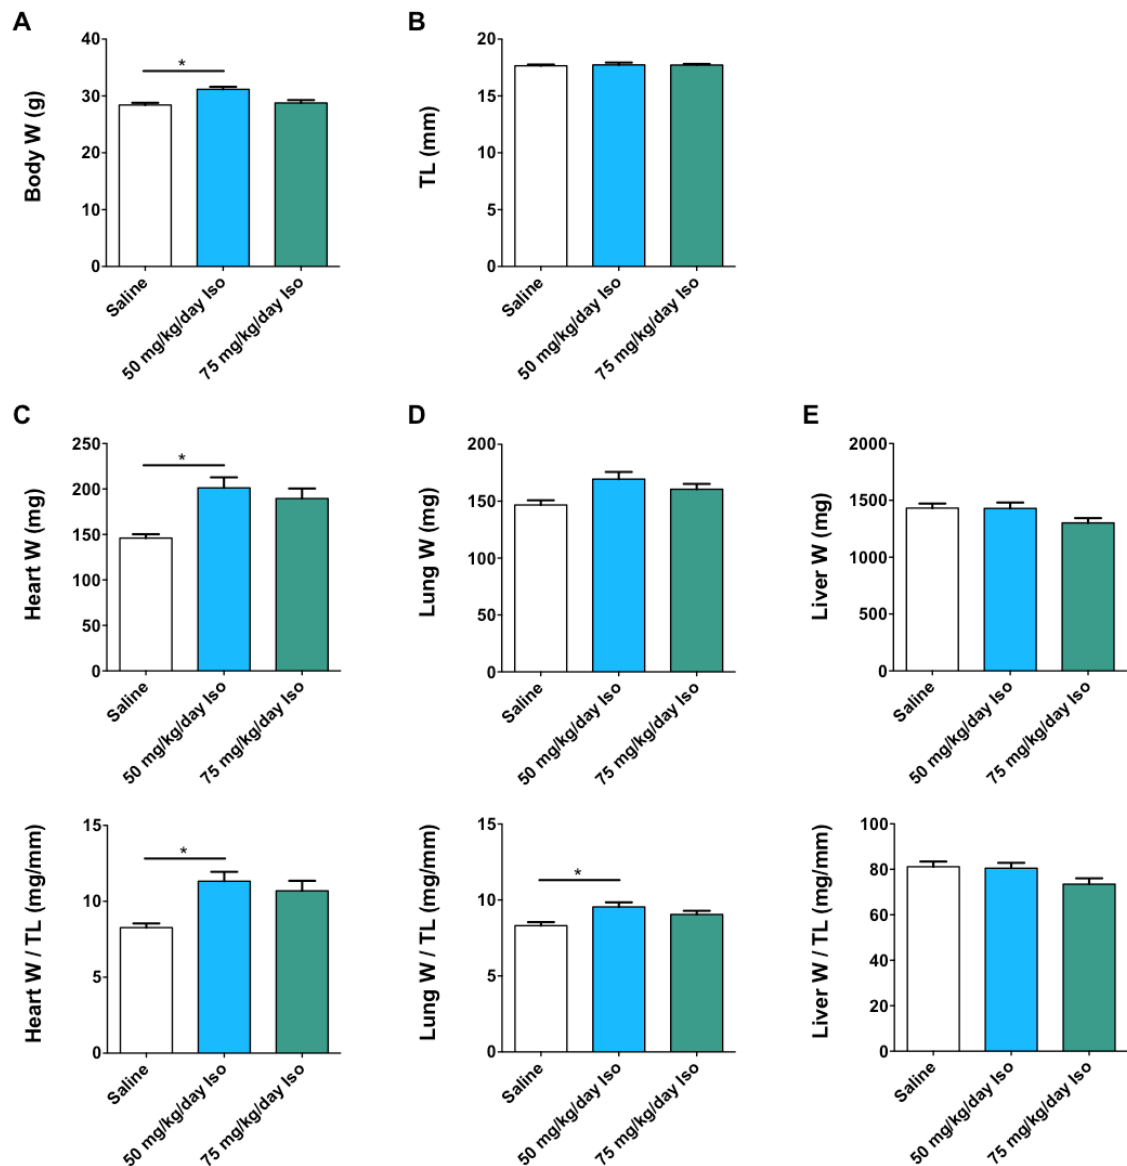 A
Body W (g)
40
30
20
10
0
*
Saline
50 mg/kg/day Iso
75 mg/kg/day Iso
B
TL (mm)
20
15
10
5
0
Saline
50 mg/kg/day Iso
75 mg/kg/day Iso
C
Heart W (mg)
250
200
150
100
50
0
*
Saline
50 mg/kg/day Iso
75 mg/kg/day Iso
D
Lung W (mg)
200
150
100
50
0
Saline
50 mg/kg/day Iso
75 mg/kg/day Iso
E
Liver W (mg)
2000
1500
1000
500
0
Saline
50 mg/kg/day Iso
75 mg/kg/day Iso
Heart W / TL (mg/mm)
15
10
5
0
*
Saline
50 mg/kg/day Iso
75 mg/kg/day Iso
Lung W / TL (mg/mm)
15
10
5
0
*
Saline
50 mg/kg/day Iso
75 mg/kg/day Iso
Liver W / TL (mg/mm)
100
80
60
40
20
0
Saline
50 mg/kg/day Iso
75 mg/kg/day Iso